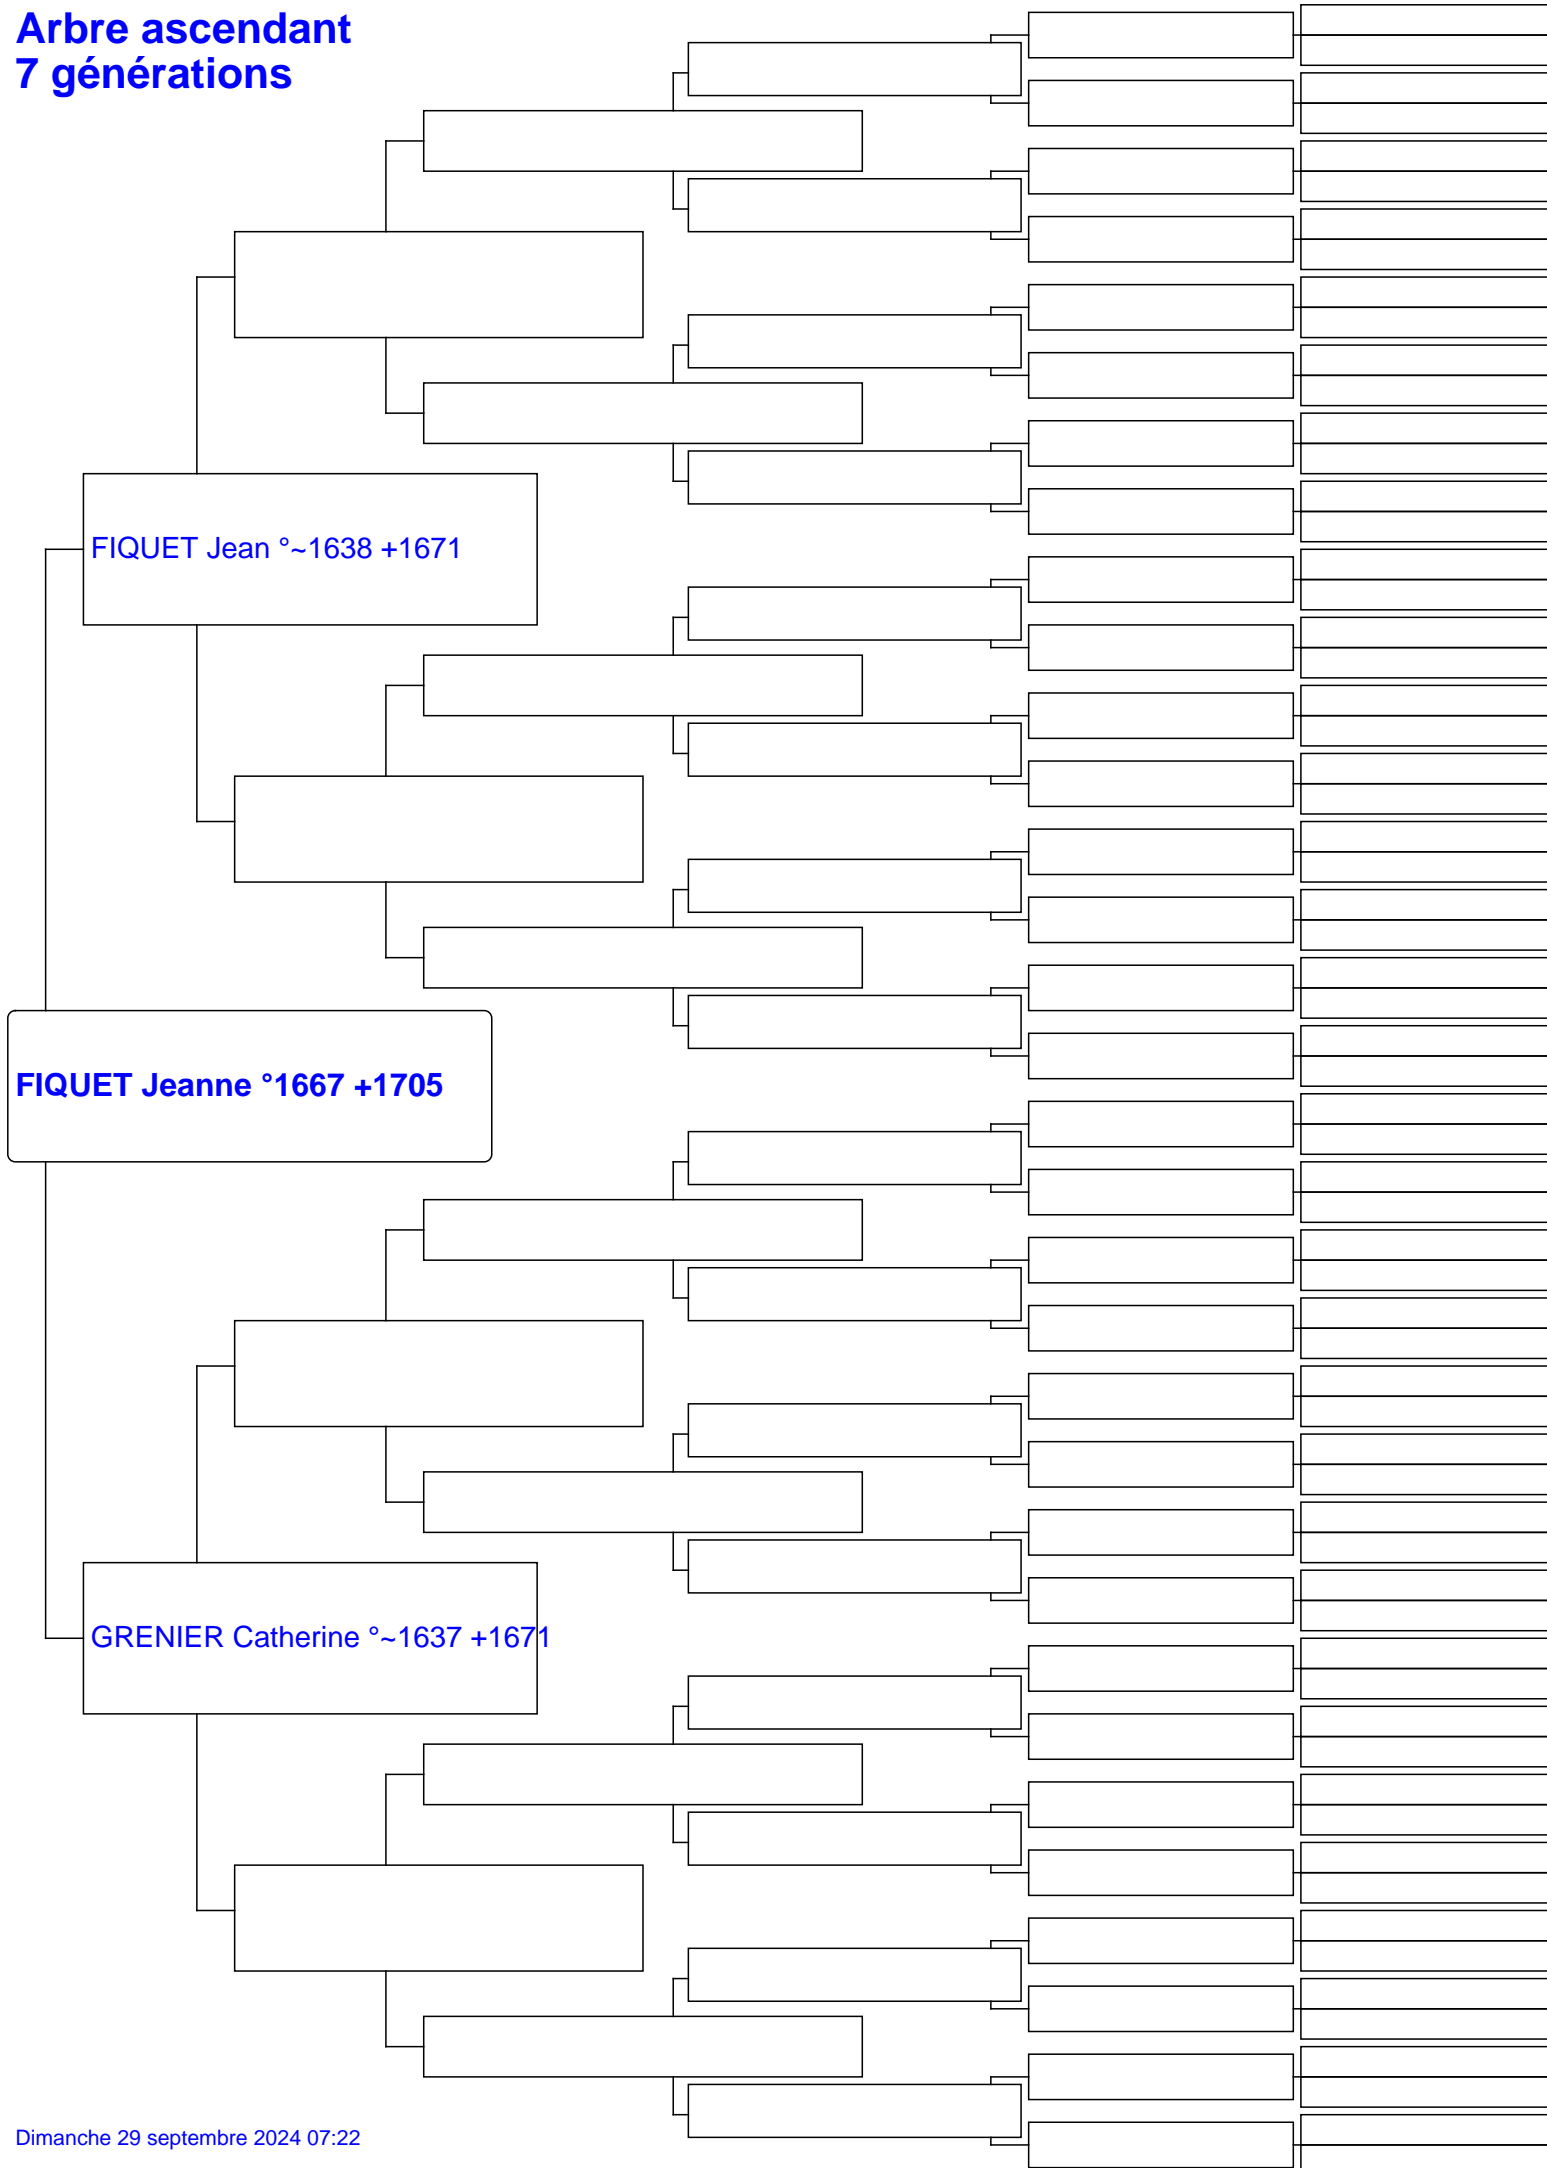 Arbre ascendant
7 générations
FIQUET Jean °~1638 +1671
FIQUET Jeanne °1667 +1705
GRENIER Catherine °~1637 +1671
Dimanche 29 septembre 2024 07:22